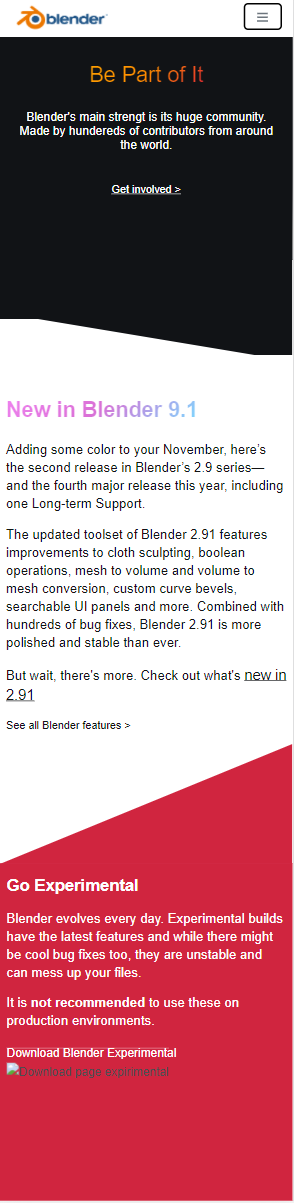 blender
Be Part of It
Blender's main strengt is its huge community.
Made by hundereds of contributors from around
the world.
Get involved >
New in Blender 9.1
Adding some color to your November, here's
the second release in Blender's 2.9 series—
and the fourth major release this year, including
one Long-term Support.
The updated toolset of Blender 2.91 features
improvements to cloth sculpting, boolean
operations, mesh to volume and volume to
mesh conversion, custom curve bevels,
searchable UI panels and more. Combined with
hundreds of bug fixes, Blender 2.91 is more
polished and stable than ever.
But wait, there's more. Check out what's new in
2.91
See all Blender features >
Go Experimental
Blender evolves every day. Experimental builds
have the latest features and while there might
be cool bug fixes too, they are unstable and
can mess up your files.
It is not recommended to use these on
production environments.
Download Blender Experimental
Download page expirimental